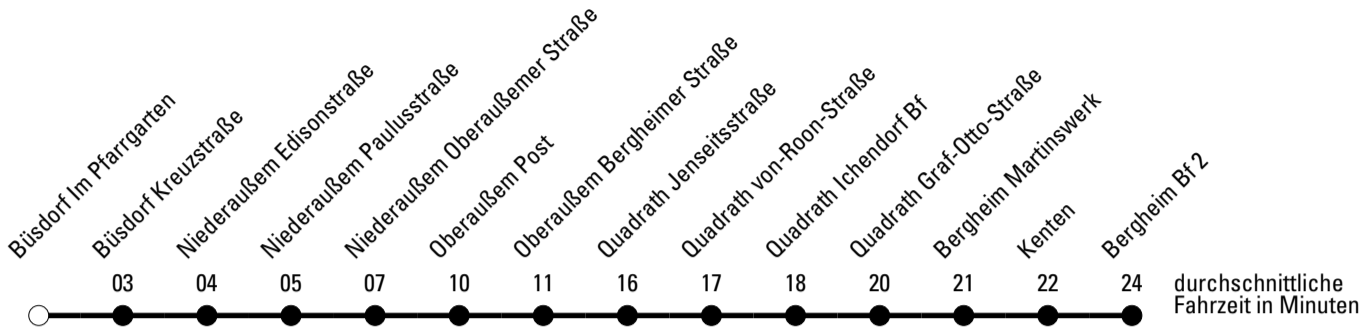 Büsdorf Im Pfarrgarten
Büsdorf Kreuzstraße
Niederaußem Edisonstraße
Niederaußem Paulusstraße
Niederaußem Oberaußemer Straße
Oberaußem Post
Oberaußem Bergheimer Straße
Quadrath Jenseitsstraße
Quadrath von-Roon-Straße
Quadrath Ichendorf Bf
Quadrath Graf-Otto-Straße
Bergheim Martinswerk
Kenten
Bergheim Bf 2
03 04 05 07 10 11 16 17 18 20 21 22 24
durchschnittliche
Fahrzeit in Minuten